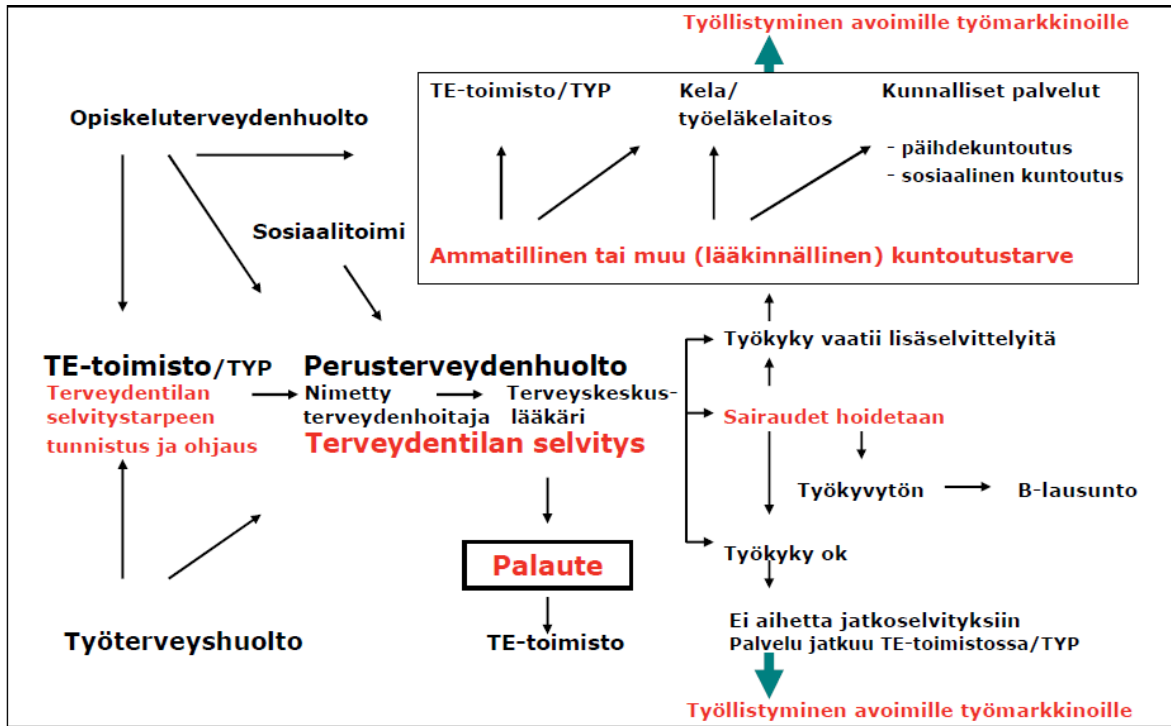 Työllistyminen avoimille työmarkkinoille
TE-toimisto/TYP
Kela/
työeläkelaitos
Kunnalliset palvelut
- päihdekuntoutus
- sosiaalinen kuntoutus
Opiskeluterveydenhuolto
Sosiaalitoimi
Ammatillinen tai muu (lääkinnällinen) kuntoutustarve
TE-toimisto/TYP
Terveydentilan
selvitystarpeen
tunnistus ja ohjaus
Perusterveydenhuolto
Nimetty
terveydenhoitaja
Terveyskeskus-
lääkäri
Terveydentilan selvitys
Työkyky vaatii lisäselvittelyitä
Sairaudet hoidetaan
Työkyvytön
B-lausunto
Työkyky ok
Palaute
TE-toimisto
Työterveyshuolto
Ei aihetta jatkoselvityksiin
Palvelu jatkuu TE-toimistossa/TYP
Työllistyminen avoimille työmarkkinoille